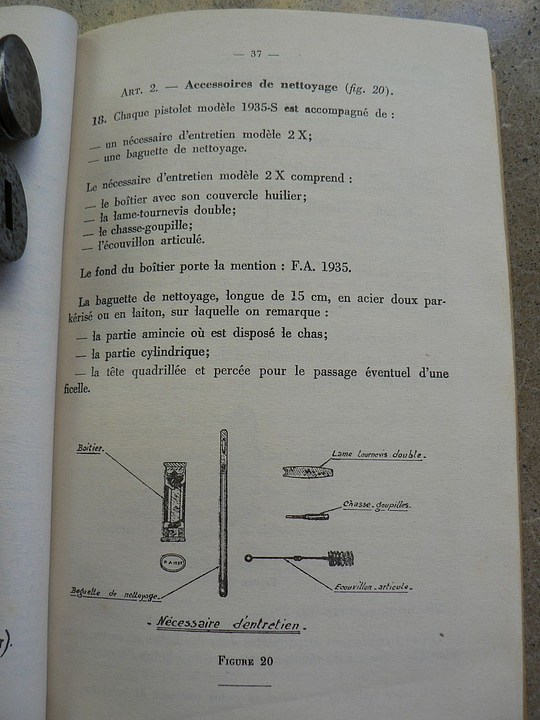 — 37 —
Art. 2. — Accessoires de nettoyage (fig. 20).
18. Chaque pistolet modèle 1935-S est accompagné de :
— un nécessaire d'entretien modèle 2 X;
— une baguette de nettoyage.
Le nécessaire d'entretien modèle 2 X comprend :
— le boîtier avec son couvercle huilier;
— la lame-tournevis double;
— le chasse-goupille;
— l'écouvillon articulé.
Le fond du boîtier porte la mention : F.A. 1935.
La baguette de nettoyage, longue de 15 cm, en acier doux par-
kérisé ou en laiton, sur laquelle on remarque :
— la partie amincie où est disposé le chas;
— la partie cylindrique;
— la tête quadrillée et percée pour le passage éventuel d'une
ficelle.
Boitier.
Lame tournevis double.
Chasse-goupilles.
Baguette de nettoyage.
Ecouvillon articulé.
- Nécessaire d'entretien. -
Figure 20